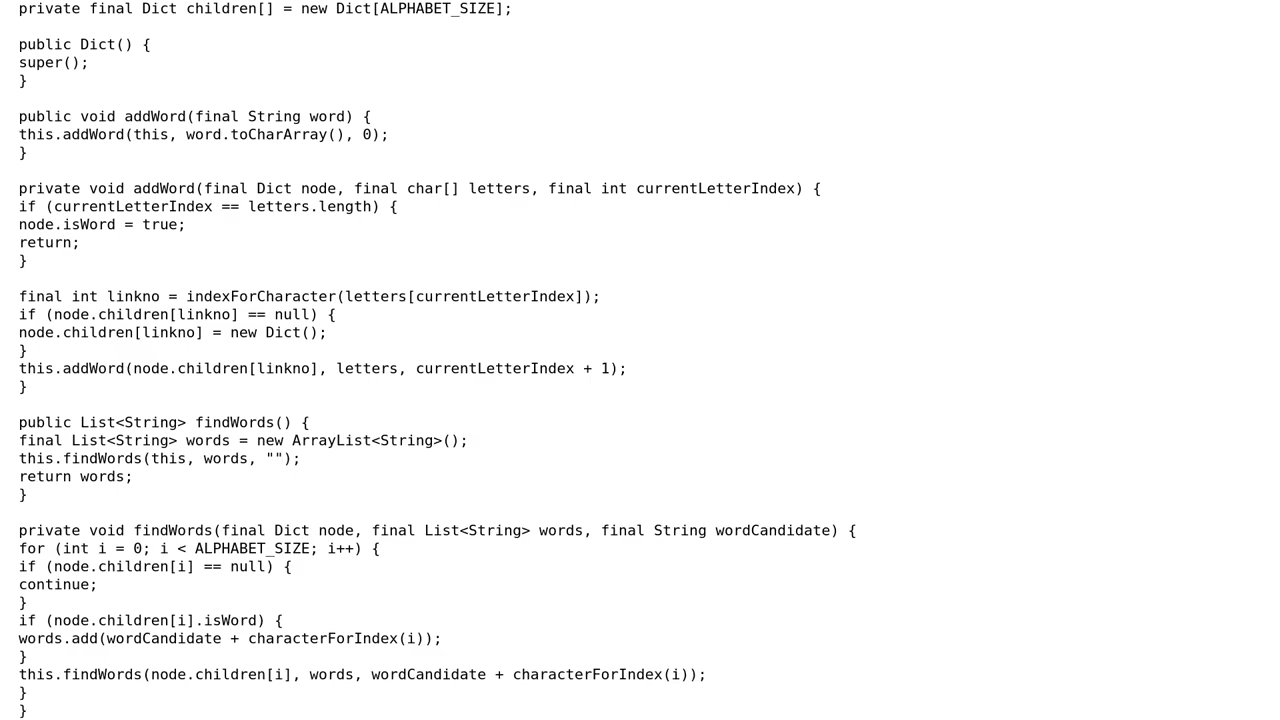 private final Dict children[] = new Dict[ALPHABET_SIZE];

public Dict() {
super();
}

public void addWord(final String word) {
this.addWord(this, word.toCharArray(), 0);
}

private void addWord(final Dict node, final char[] letters, final int currentLetterIndex) {
if (currentLetterIndex == letters.length) {
node.isWord = true;
return;
}

final int linkno = indexForCharacter(letters[currentLetterIndex]);
if (node.children[linkno] == null) {
node.children[linkno] = new Dict();
}
this.addWord(node.children[linkno], letters, currentLetterIndex + 1);
}

public List<String> findWords() {
final List<String> words = new ArrayList<String>();
this.findWords(this, words, "");
return words;
}

private void findWords(final Dict node, final List<String> words, final String wordCandidate) {
for (int i = 0; i < ALPHABET_SIZE; i++) {
if (node.children[i] == null) {
continue;
}
if (node.children[i].isWord) {
words.add(wordCandidate + characterForIndex(i));
}
this.findWords(node.children[i], words, wordCandidate + characterForIndex(i));
}
}